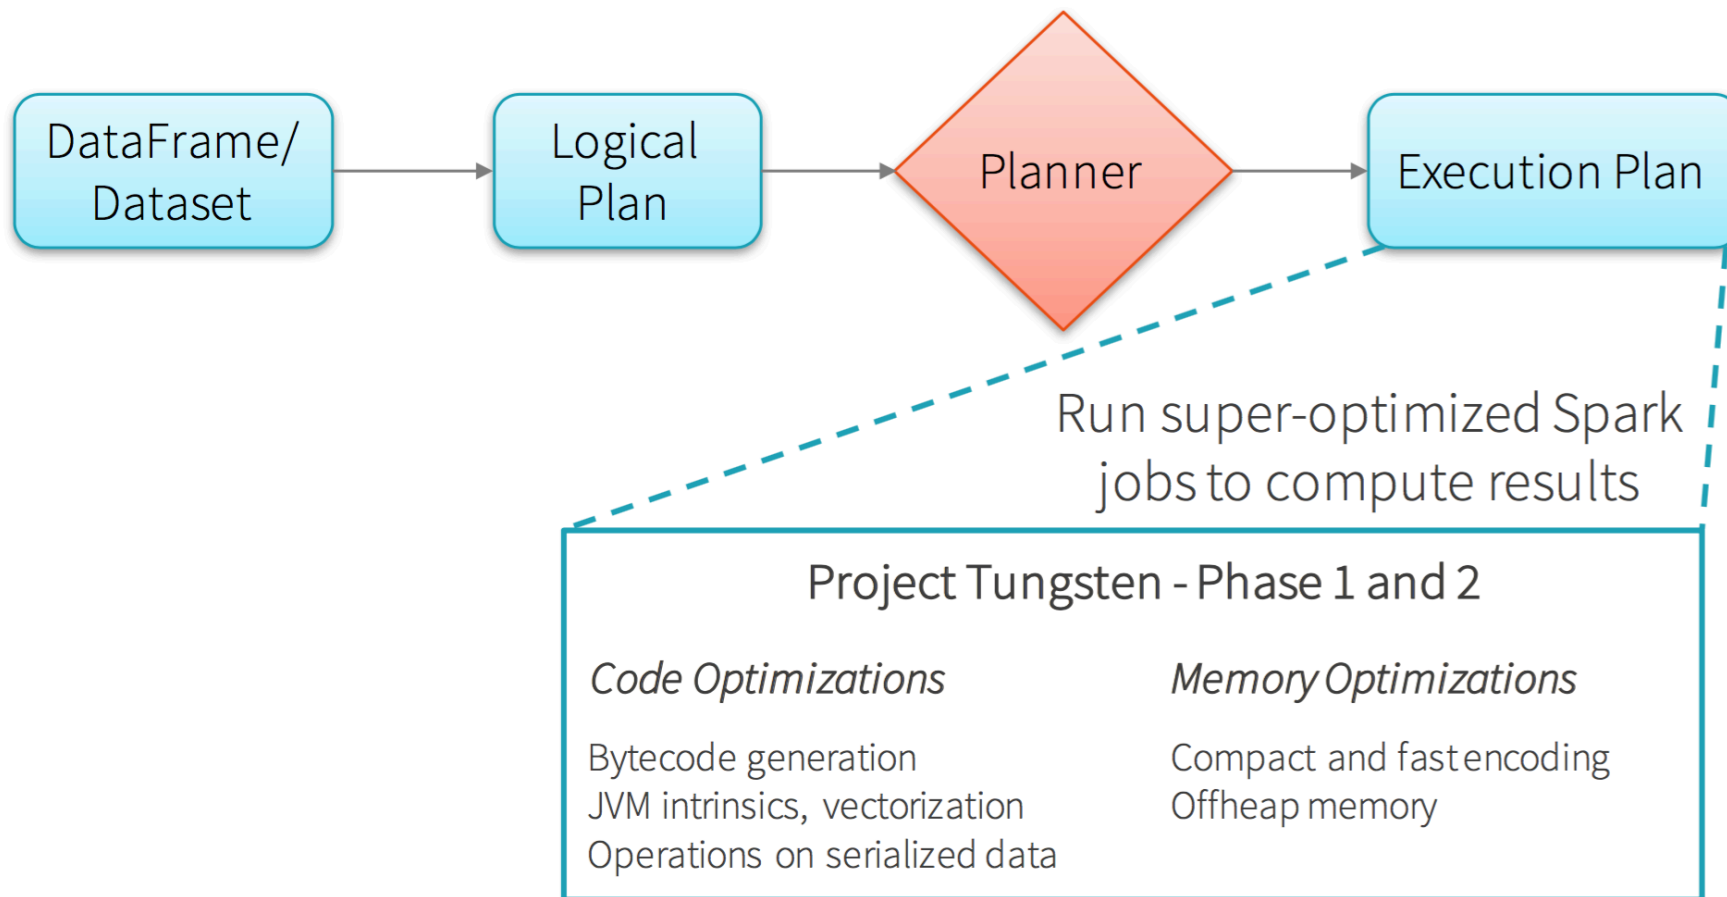 DataFrame/
Dataset
Logical
Plan
Planner
Execution Plan
Run super-optimized Spark
jobs to compute results
Project Tungsten - Phase 1 and 2
Code Optimizations
Bytecode generation
JVM intrinsics, vectorization
Operations on serialized data
Memory Optimizations
Compact and fast encoding
Offheap memory